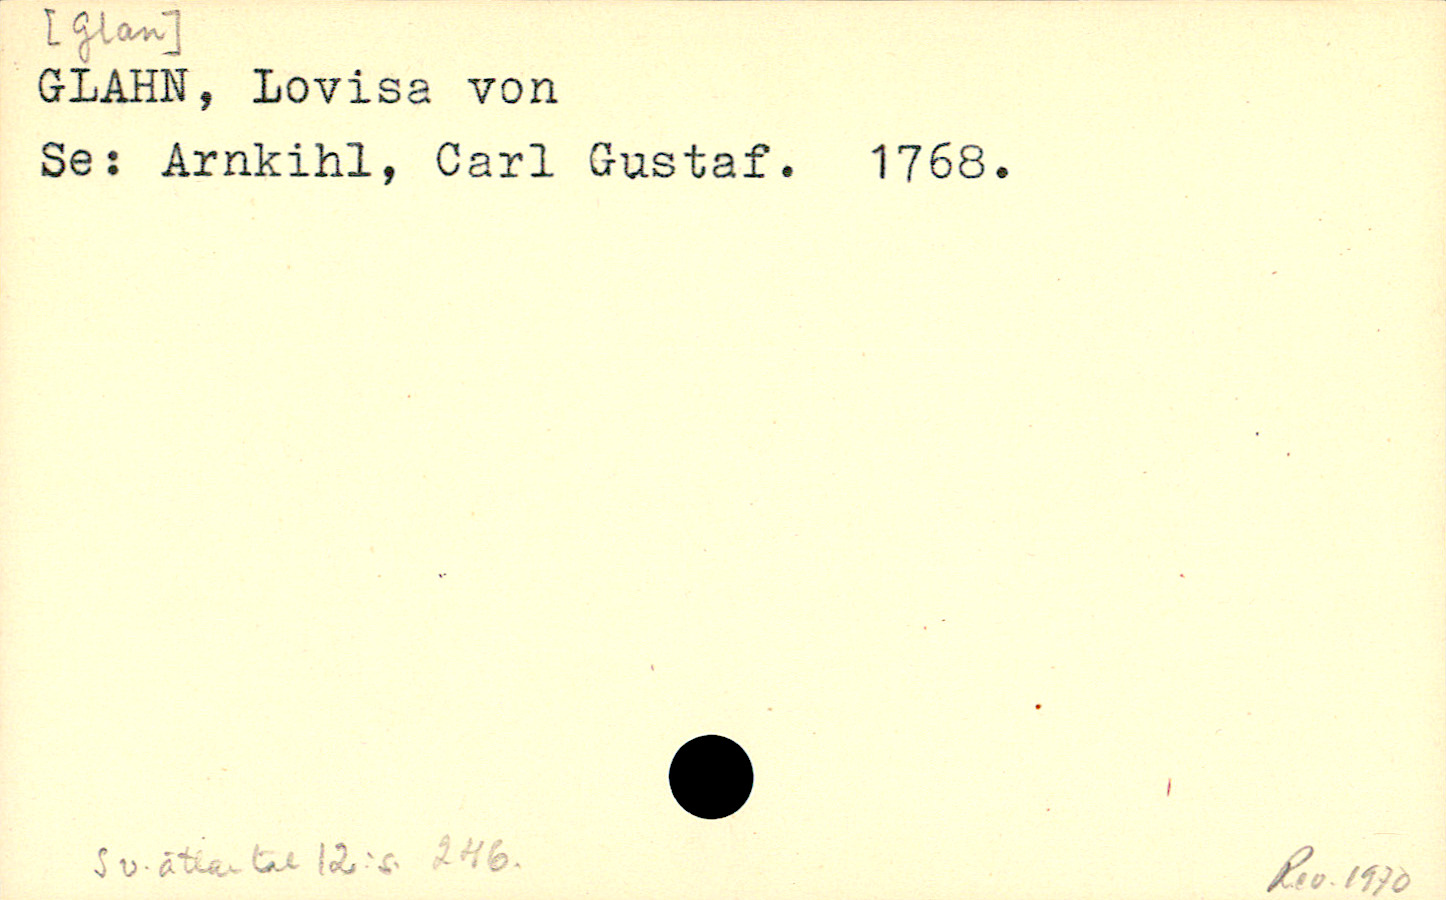 [Glan]
GLAHN, Lovisa von
Se: Arnkihl, Carl Gustaf. 1768.
Sv. ättartal 12: s. 246.
Rev. 1970